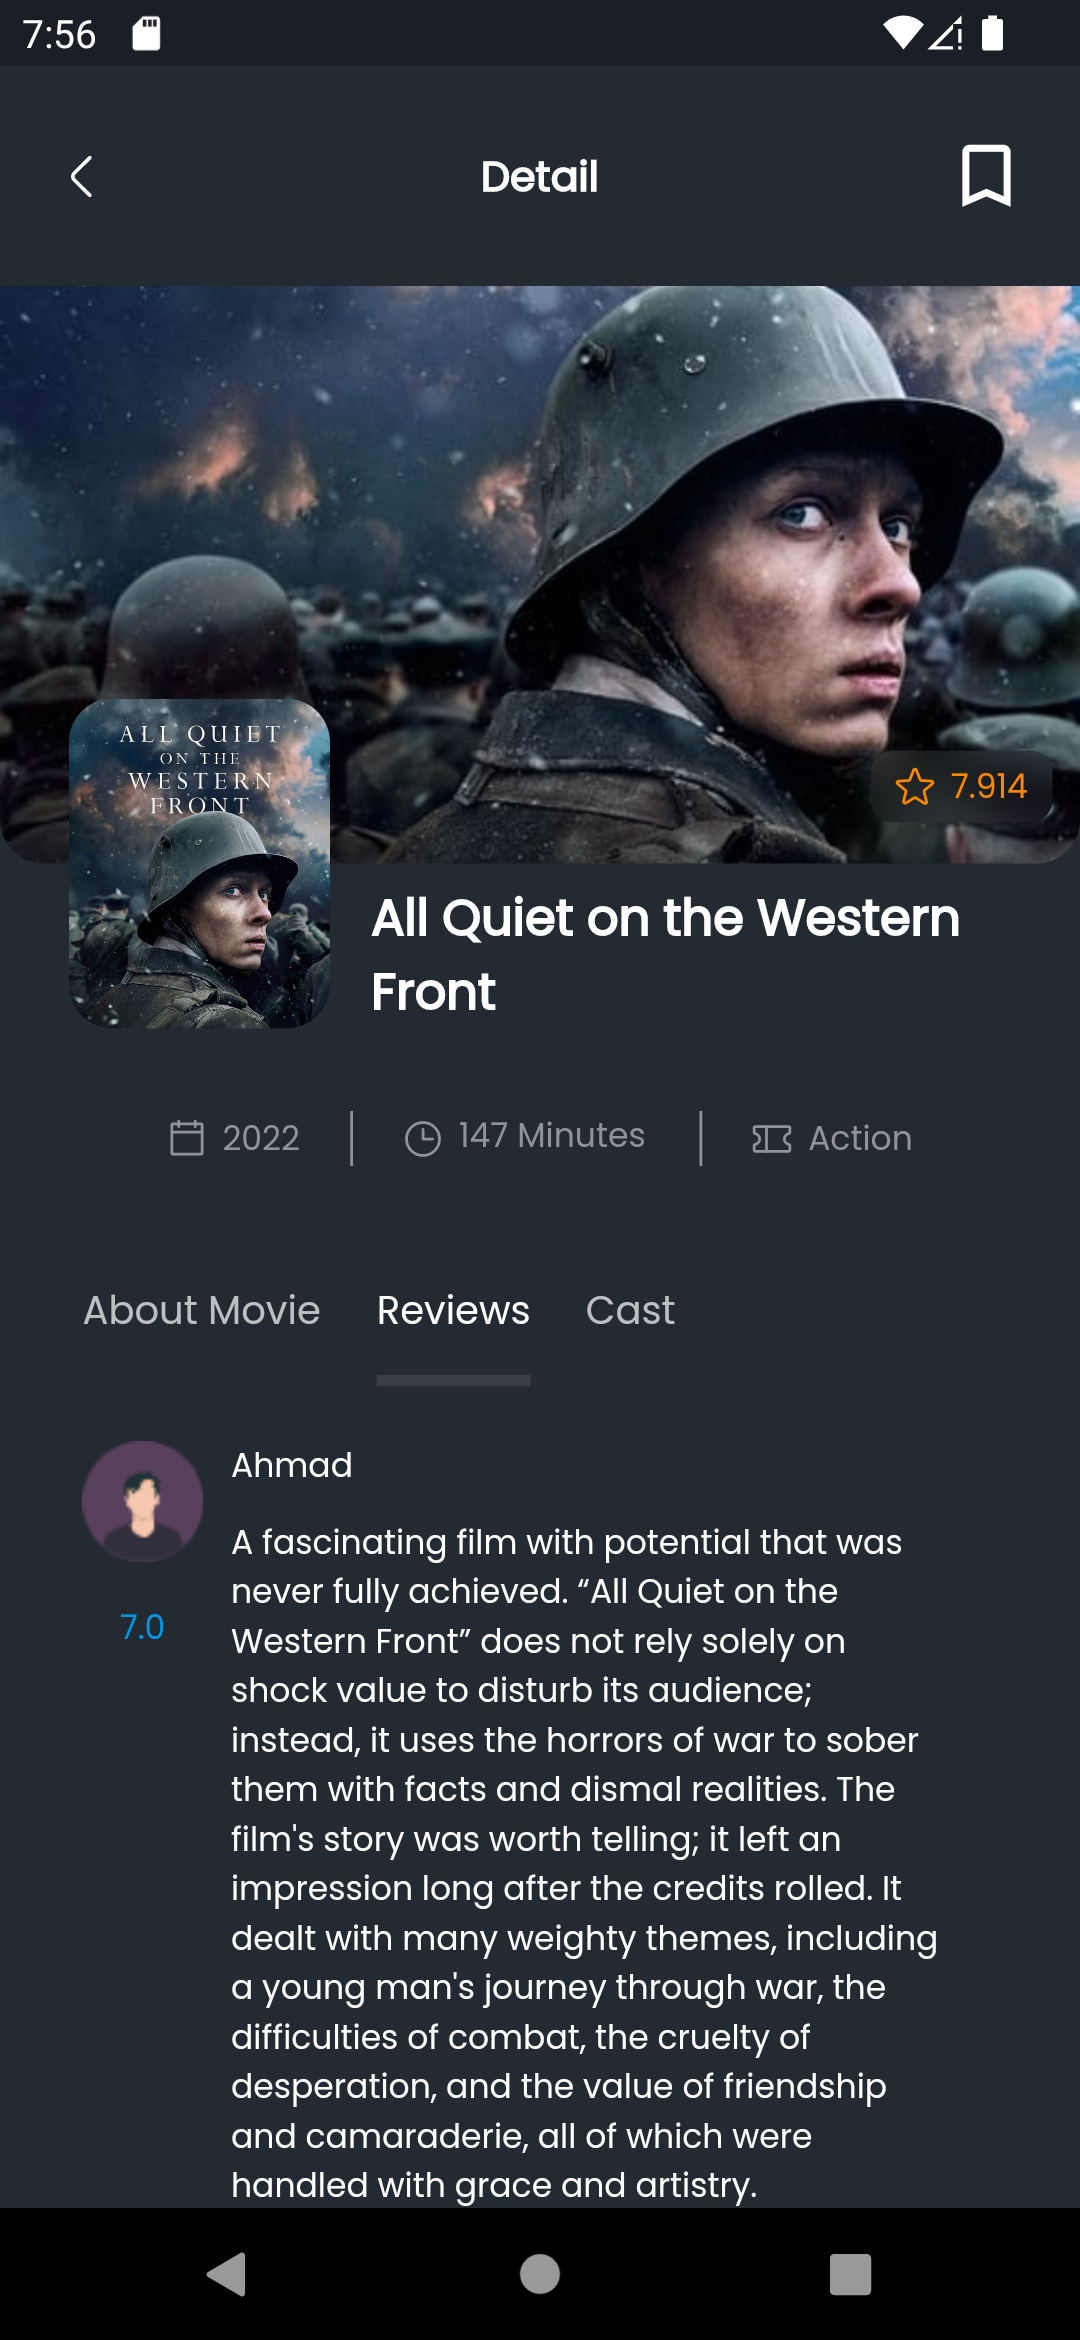 7:56
Detail
ALL QUIET
ON THE
WESTERN
FRONT
7.914
All Quiet on the Western
Front
2022
147 Minutes
Action
About Movie
Reviews
Cast
Ahmad
A fascinating film with potential that was
never fully achieved. “All Quiet on the
7.0
Western Front” does not rely solely on
shock value to disturb its audience;
instead, it uses the horrors of war to sober
them with facts and dismal realities. The
film's story was worth telling; it left an
impression long after the credits rolled. It
dealt with many weighty themes, including
a young man's journey through war, the
difficulties of combat, the cruelty of
desperation, and the value of friendship
and camaraderie, all of which were
handled with grace and artistry.